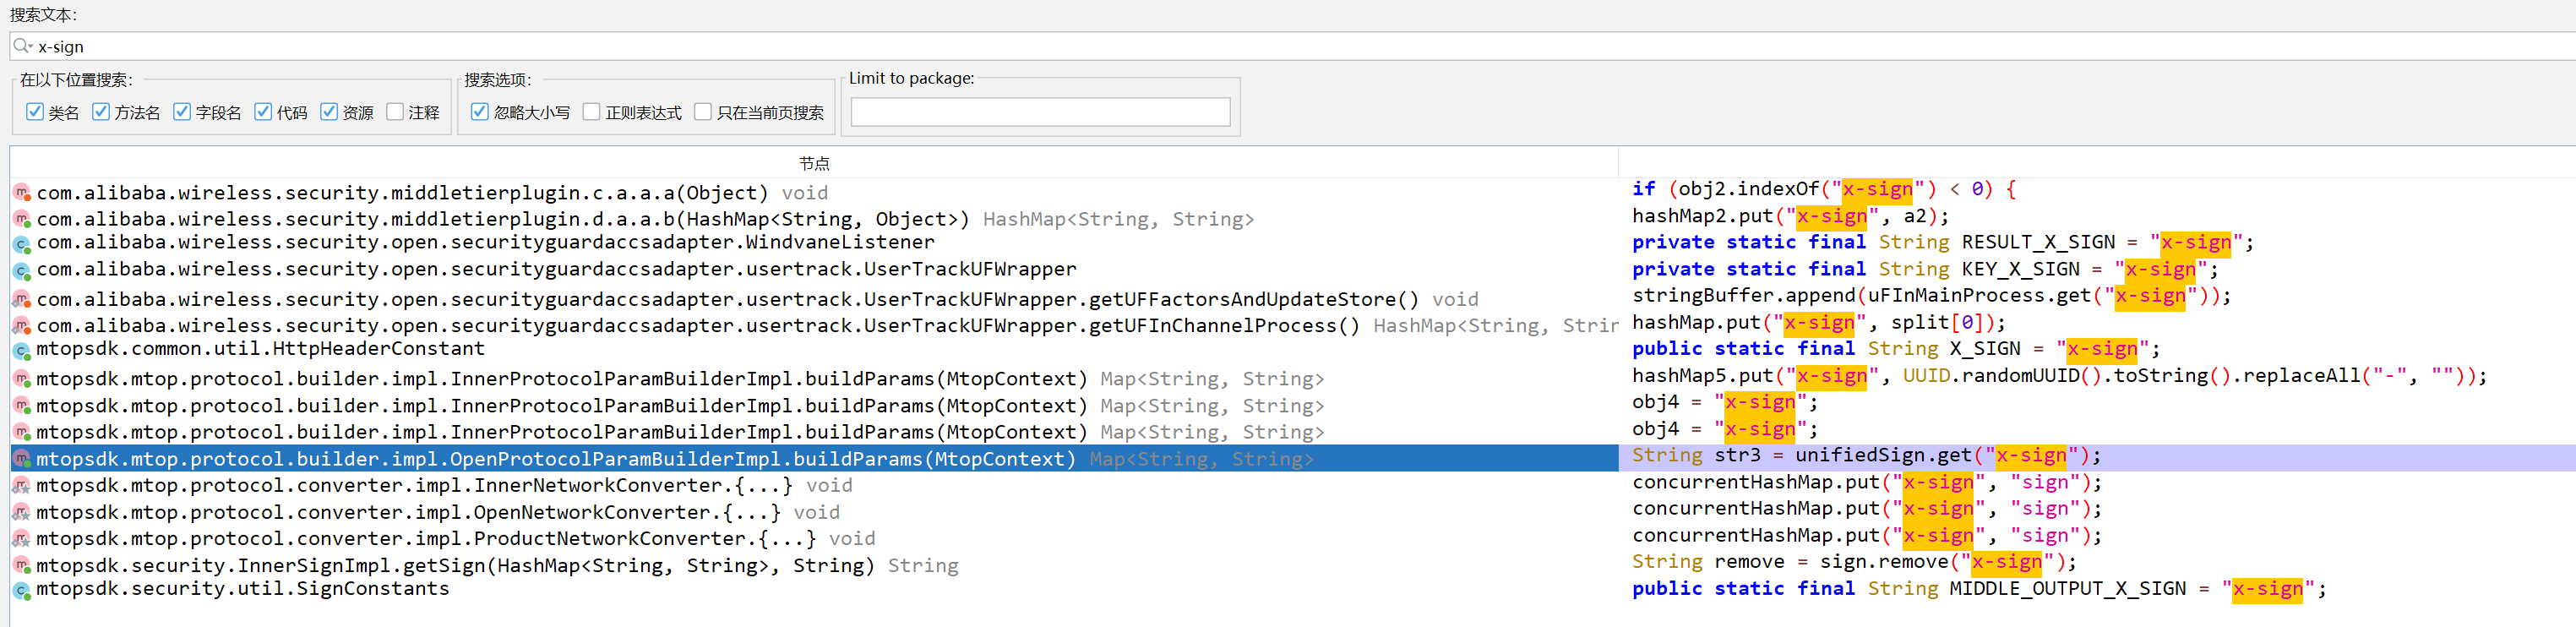 搜索文本:
x-sign
在以下位置搜索: 搜索选项: Limit to package:
类名 方法名 字段名 代码 资源 注释 忽略大小写 正则表达式 只在当前页搜索
节点
com.alibaba.wireless.security.middletierplugin.c.a.a.a(Object) void if (obj2.indexOf("x-sign") < 0) {
com.alibaba.wireless.security.middletierplugin.d.a.a.b(HashMap<String, Object>) HashMap<String, String> hashMap2.put("x-sign", a2);
com.alibaba.wireless.security.open.securityguardaccsadapter.WindvaneListener private static final String RESULT_X_SIGN = "x-sign";
com.alibaba.wireless.security.open.securityguardaccsadapter.usertrack.UserTrackUFWrapper private static final String KEY_X_SIGN = "x-sign";
com.alibaba.wireless.security.open.securityguardaccsadapter.usertrack.UserTrackUFWrapper.getUFFactorsAndUpdateStore() void stringBuffer.append(uFInMainProcess.get("x-sign"));
com.alibaba.wireless.security.open.securityguardaccsadapter.usertrack.UserTrackUFWrapper.getUFInChannelProcess() HashMap<String, Strin hashMap.put("x-sign", split[0]);
mtopsdk.common.util.HttpHeaderConstant public static final String X_SIGN = "x-sign";
mtopsdk.mtop.protocol.builder.impl.InnerProtocolParamBuilderImpl.buildParams(MtopContext) Map<String, String> hashMap5.put("x-sign", UUID.randomUUID().toString().replaceAll("-", ""));
mtopsdk.mtop.protocol.builder.impl.InnerProtocolParamBuilderImpl.buildParams(MtopContext) Map<String, String> obj4 = "x-sign";
mtopsdk.mtop.protocol.builder.impl.InnerProtocolParamBuilderImpl.buildParams(MtopContext) Map<String, String> obj4 = "x-sign";
mtopsdk.mtop.protocol.builder.impl.OpenProtocolParamBuilderImpl.buildParams(MtopContext) Map<String, String> String str3 = unifiedSign.get("x-sign");
mtopsdk.mtop.protocol.converter.impl.InnerNetworkConverter.{...} void concurrentHashMap.put("x-sign", "sign");
mtopsdk.mtop.protocol.converter.impl.OpenNetworkConverter.{...} void concurrentHashMap.put("x-sign", "sign");
mtopsdk.mtop.protocol.converter.impl.ProductNetworkConverter.{...} void concurrentHashMap.put("x-sign", "sign");
mtopsdk.security.InnerSignImpl.getSign(HashMap<String, String>, String) String String remove = sign.remove("x-sign");
mtopsdk.security.util.SignConstants public static final String MIDDLE_OUTPUT_X_SIGN = "x-sign";